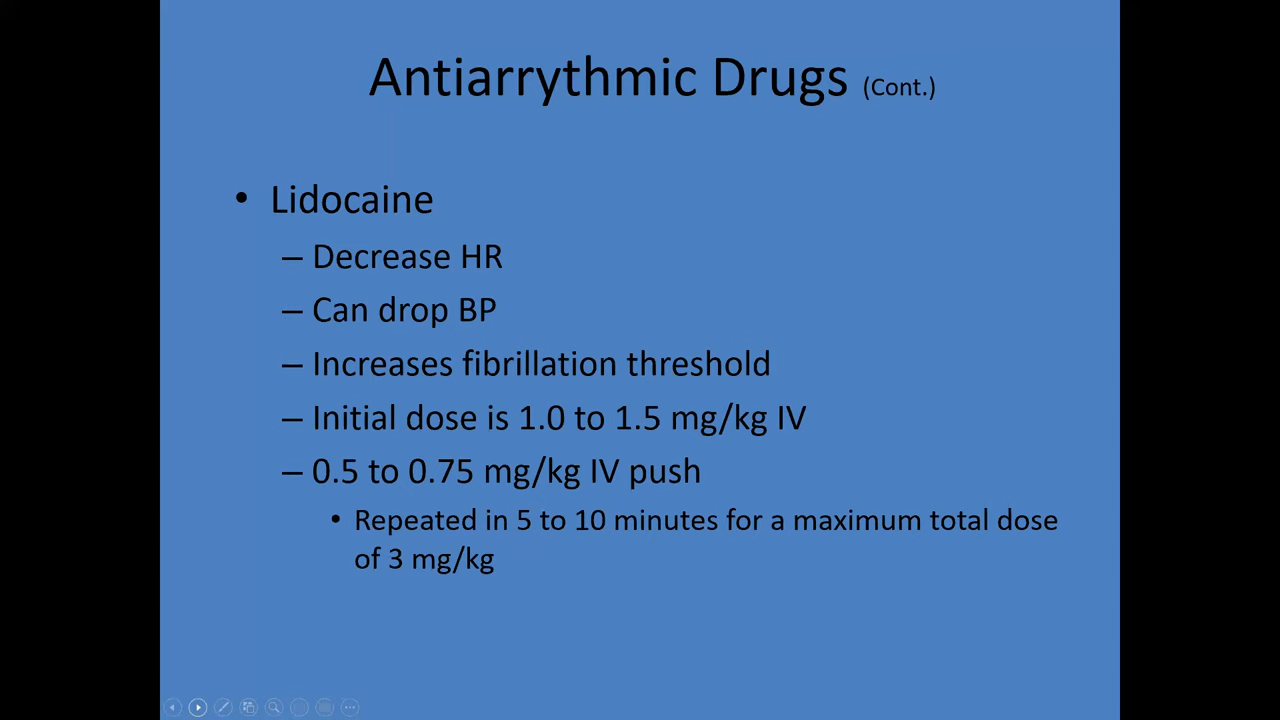 Antiarrythmic Drugs (Cont.)
• Lidocaine
– Decrease HR
– Can drop BP
– Increases fibrillation threshold
– Initial dose is 1.0 to 1.5 mg/kg IV
– 0.5 to 0.75 mg/kg IV push
• Repeated in 5 to 10 minutes for a maximum total dose
of 3 mg/kg